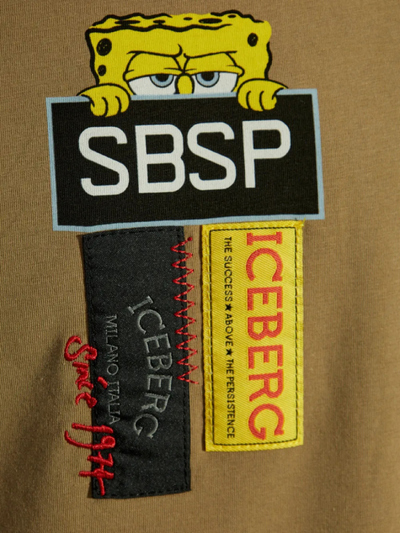 SBSP
ICEBERG
MILANO, ITALIA
Since 1974
ICEBERG
THE SUCCESS★ABOVE★THE PERSISTENCE